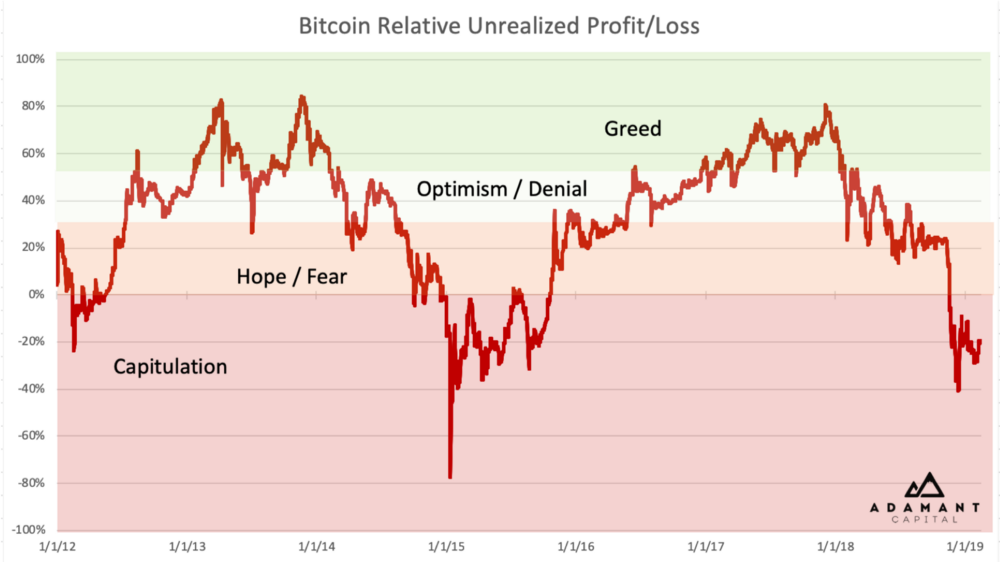 Bitcoin Relative Unrealized Profit/Loss
100%
80%
60%
40%
20%
0%
-20%
-40%
-60%
-80%
-100%
Greed
Optimism / Denial
Hope / Fear
Capitulation
ADAMANT
CAPITAL
1/1/12
1/1/13
1/1/14
1/1/15
1/1/16
1/1/17
1/1/18
1/1/19